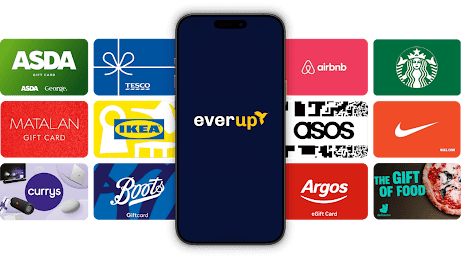 ASDA
GIFT CARD
ASDA George.
TESCO
airbnb
MATALAN
GIFT CARD
IKEA
everup
asos
currys
Boots
Giftcard
Argos
eGift Card
THE GIFT
OF FOOD